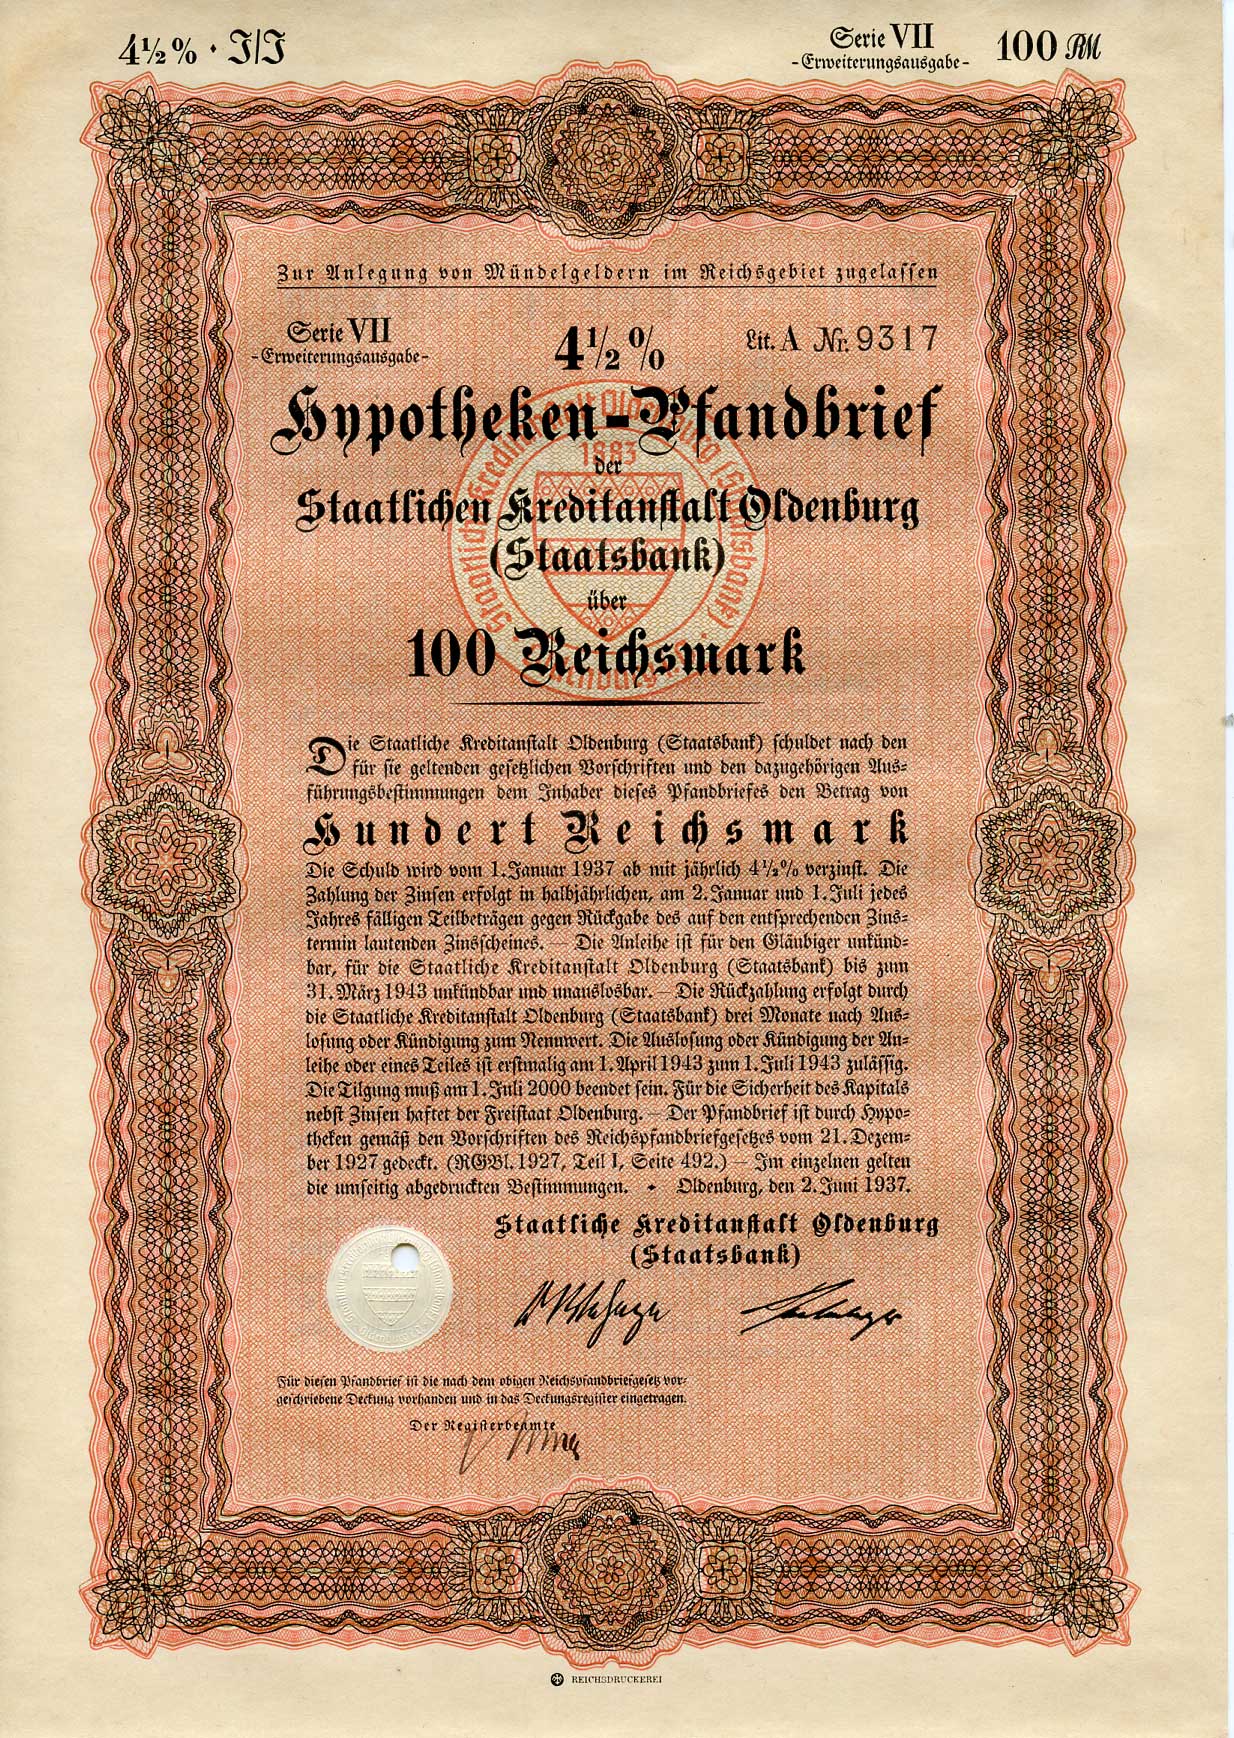 4½% · J/J
Serie VII
-Erweiterungsausgabe-
100 RM
Zur Anlegung von Mündelgeldern im Reichsgebiet zugelassen
Serie VII
-Erweiterungsausgabe-
4½%
Lit. A Nr. 9317
Hypotheken-Pfandbrief
1883
der
Staatlichen Kreditanstalt Oldenburg
(Staatsbank)
über
100 Reichsmark
Die Staatliche Kreditanstalt Oldenburg (Staatsbank) schuldet nach den
für sie geltenden gesetzlichen Vorschriften und den dazugehörigen Aus-
führungsbestimmungen dem Inhaber dieses Pfandbriefes den Betrag von
Hundert Reichsmark
Die Schuld wird vom 1. Januar 1937 ab mit jährlich 4½% verzinst. Die
Zahlung der Zinsen erfolgt in halbjährlichen, am 2. Januar und 1. Juli jedes
Jahres fälligen Teilbeträgen gegen Rückgabe des auf den entsprechenden Zins-
termin lautenden Zinsscheines. — Die Anleihe ist für den Gläubiger unkünd-
bar, für die Staatliche Kreditanstalt Oldenburg (Staatsbank) bis zum
31. März 1943 unkündbar und unauslosbar. — Die Rückzahlung erfolgt durch
die Staatliche Kreditanstalt Oldenburg (Staatsbank) drei Monate nach Aus-
losung oder Kündigung zum Nennwert. Die Auslosung oder Kündigung der An-
leihe oder eines Teiles ist erstmalig am 1. April 1943 zum 1. Juli 1943 zulässig.
Die Tilgung muß am 1. Juli 2000 beendet sein. Für die Sicherheit des Kapitals
nebst Zinsen haftet der Freistaat Oldenburg. — Der Pfandbrief ist durch Hypo-
theken gemäß den Vorschriften des Reichspfandbriefgesetzes vom 21. Dezem-
ber 1927 gedeckt. (RGBl. 1927, Teil I, Seite 492.) — Im einzelnen gelten
die umseitig abgedruckten Bestimmungen. • Oldenburg, den 2. Juni 1937.
Staatliche Kreditanstalt Oldenburg
(Staatsbank)
Für diesen Pfandbrief ist die nach dem obigen Reichspfandbriefgesetz vor-
geschriebene Deckung vorhanden und in das Deckungsregister eingetragen.
Der Registerbeamte
REICHSDRUCKEREI